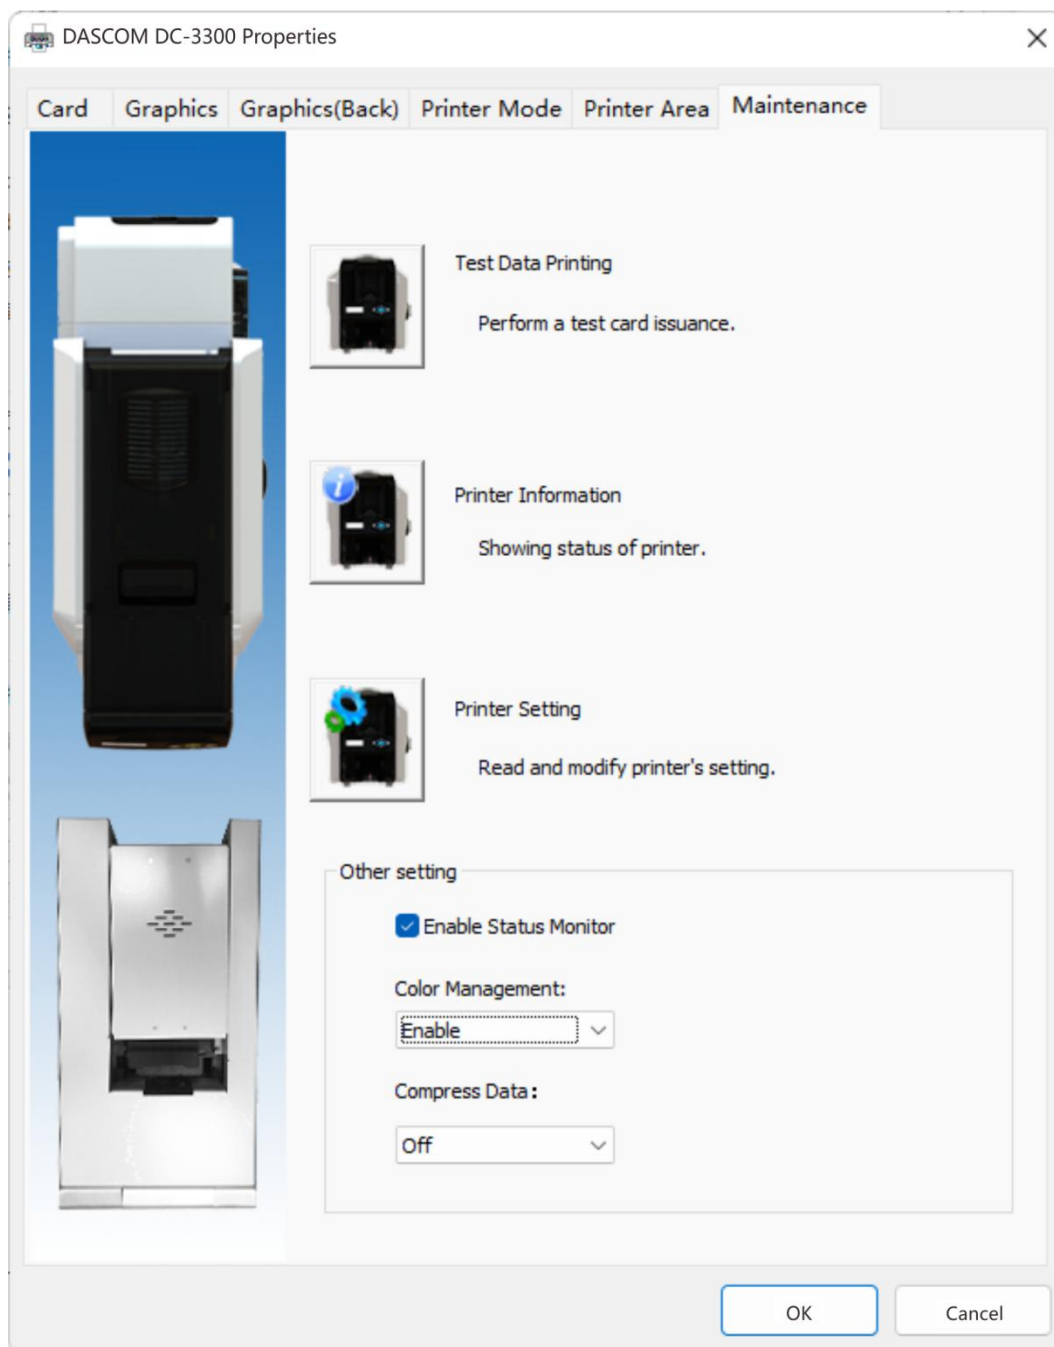 DASCOM DC-3300 Properties
Card Graphics Graphics(Back) Printer Mode Printer Area Maintenance
Test Data Printing
Perform a test card issuance.
Printer Information
Showing status of printer.
Printer Setting
Read and modify printer's setting.
Other setting
Enable Status Monitor
Color Management:
Enable
Compress Data:
Off
OK Cancel